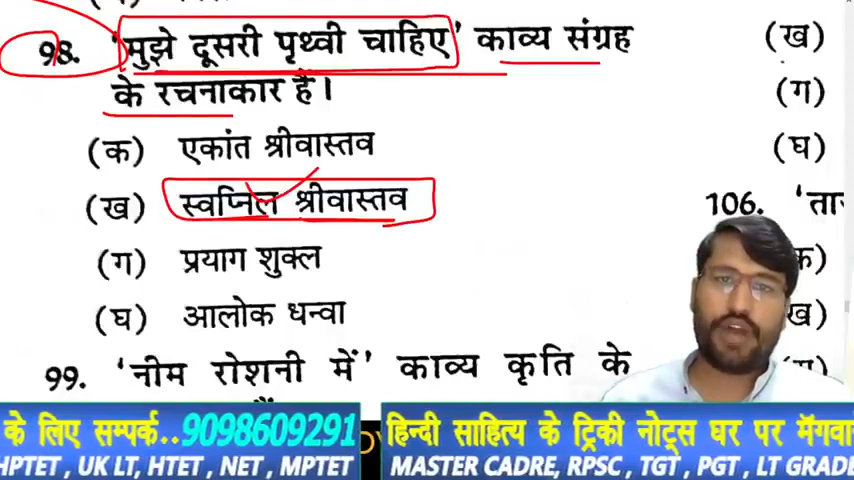 98. 'मुझे दूसरी पृथ्वी चाहिए' काव्य संग्रह
के रचनाकार हैं।
(क) एकांत श्रीवास्तव
(ख) स्वप्निल श्रीवास्तव
(ग) प्रयाग शुक्ल
(घ) आलोक धन्वा
99. 'नीम रोशनी में' काव्य कृति के
(ख)
(ग)
(घ)
106. 'तार
क)
ख)
के लिए सम्पर्क..9098609291
हिन्दी साहित्य के ट्रिकी नोट्स घर पर मॅगवा
HPTET , UK LT, HTET , NET , MPTET
MASTER CADRE, RPSC , TGT , PGT , LT GRADE